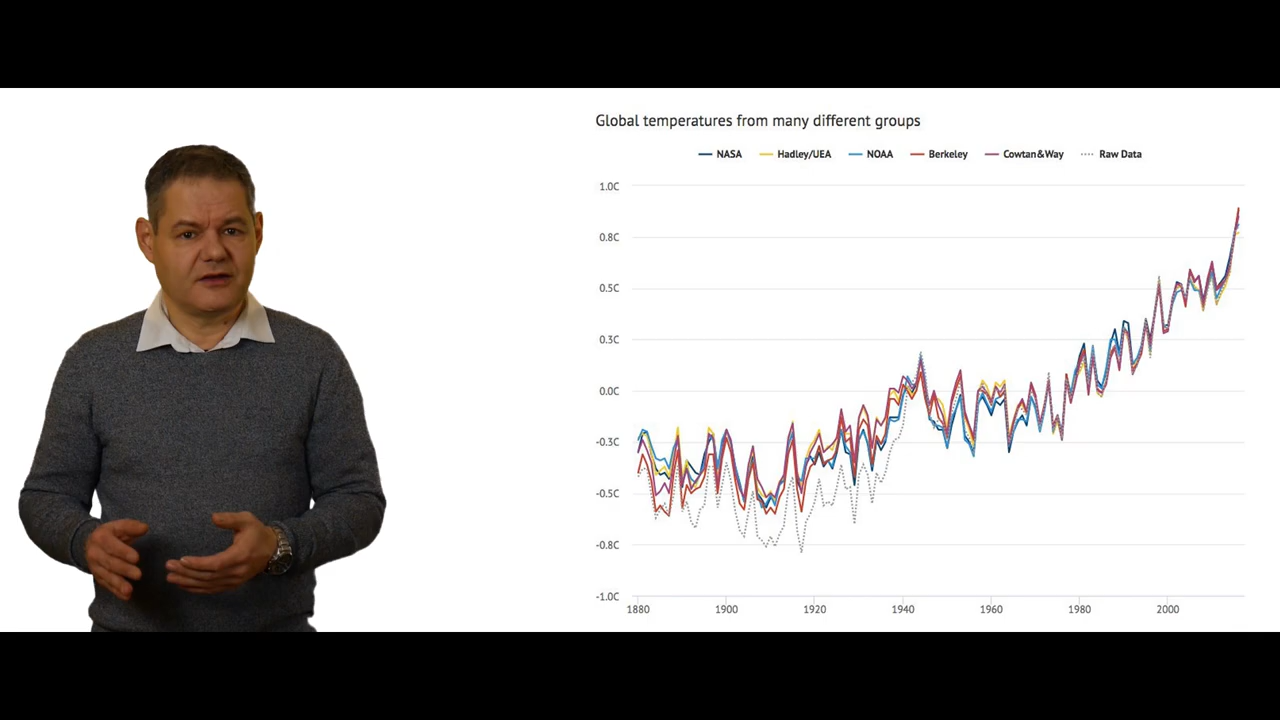 Global temperatures from many different groups
NASA Hadley/UEA NOAA Berkeley Cowtan&Way Raw Data
1.0C
0.8C
0.5C
0.3C
0.0C
-0.3C
-0.5C
-0.8C
-1.0C
1880 1900 1920 1940 1960 1980 2000